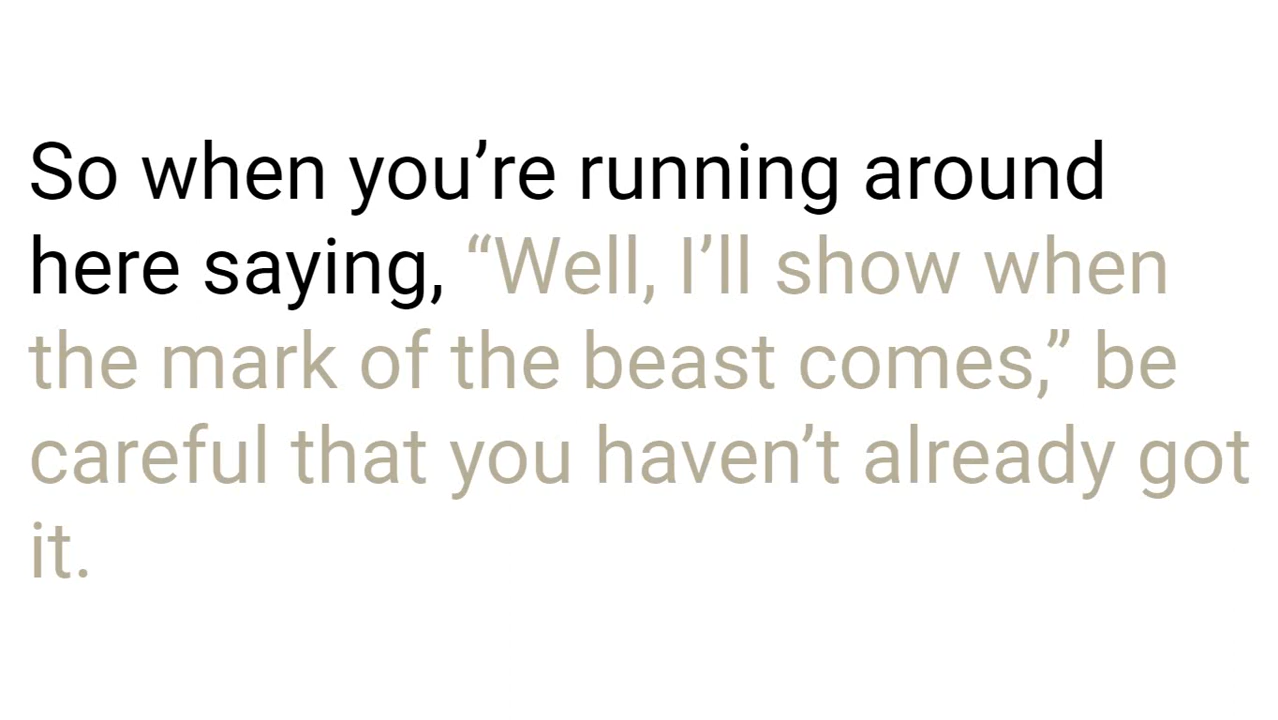 So when you’re running around
here saying, “Well, I’ll show when
the mark of the beast comes,” be
careful that you haven’t already got
it.